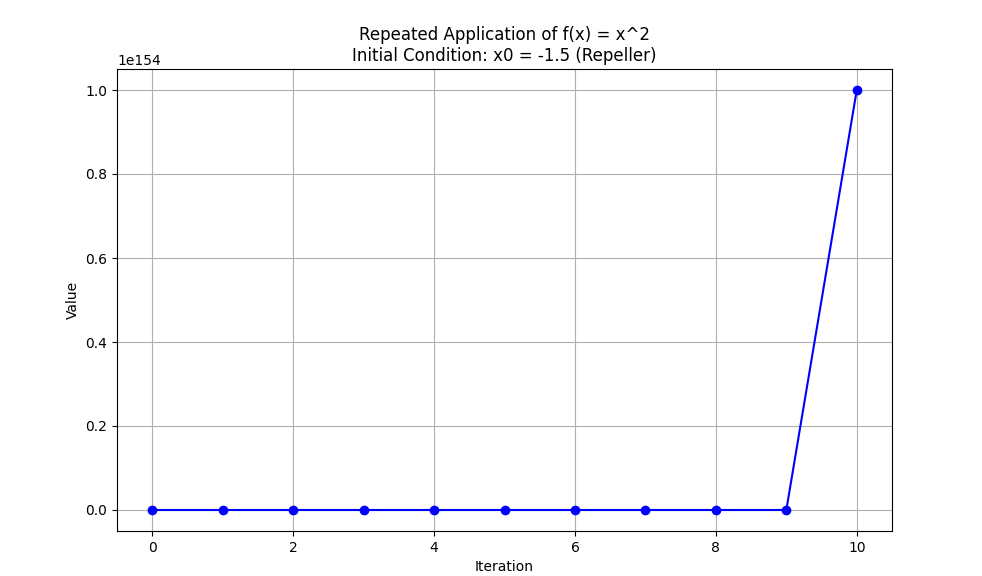 Repeated Application of f(x) = x^2
Initial Condition: x0 = -1.5 (Repeller)
1e154
1.0
0.8
0.6
0.4
0.2
0.0
Value
0 2 4 6 8 10
Iteration